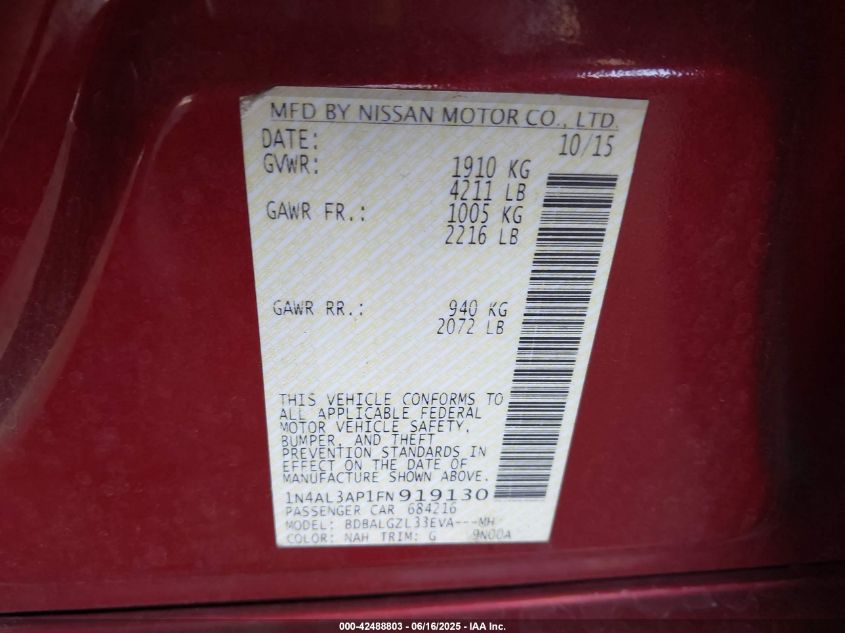 MFD BY NISSAN MOTOR CO., LTD.
DATE: 10/15
GVWR: 1910 KG
4211 LB
GAWR FR.: 1005 KG
2216 LB
GAWR RR.: 940 KG
2072 LB
THIS VEHICLE CONFORMS TO
ALL APPLICABLE FEDERAL
MOTOR VEHICLE SAFETY,
BUMPER, AND THEFT
PREVENTION STANDARDS IN
EFFECT ON THE DATE OF
MANUFACTURE SHOWN ABOVE.
1N4AL3AP1FN919130
PASSENGER CAR 684216
MODEL: BDBALGZL33EVA---MH
COLOR: NAH TRIM: G 9N00A
000-42488803 - 06/16/2025 - IAA Inc.